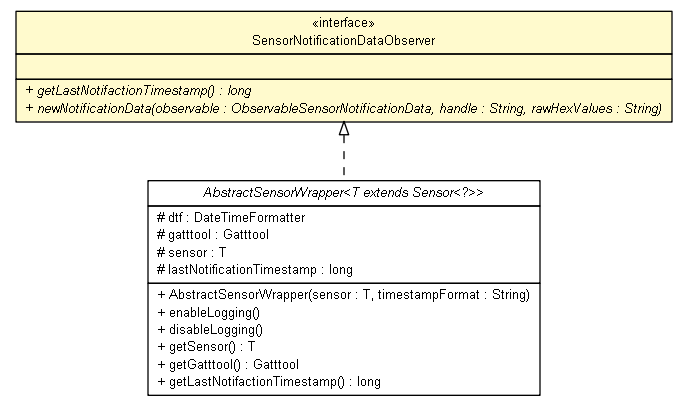 «interface»
SensorNotificationDataObserver
+ getLastNotifactionTimestamp() : long
+ newNotificationData(observable : ObservableSensorNotificationData, handle : String, rawHexValues : String)
AbstractSensorWrapper<T extends Sensor<?>>
# dtf : DateTimeFormatter
# gatttool : Gatttool
# sensor : T
# lastNotificationTimestamp : long
+ AbstractSensorWrapper(sensor : T, timestampFormat : String)
+ enableLogging()
+ disableLogging()
+ getSensor() : T
+ getGatttool() : Gatttool
+ getLastNotifactionTimestamp() : long